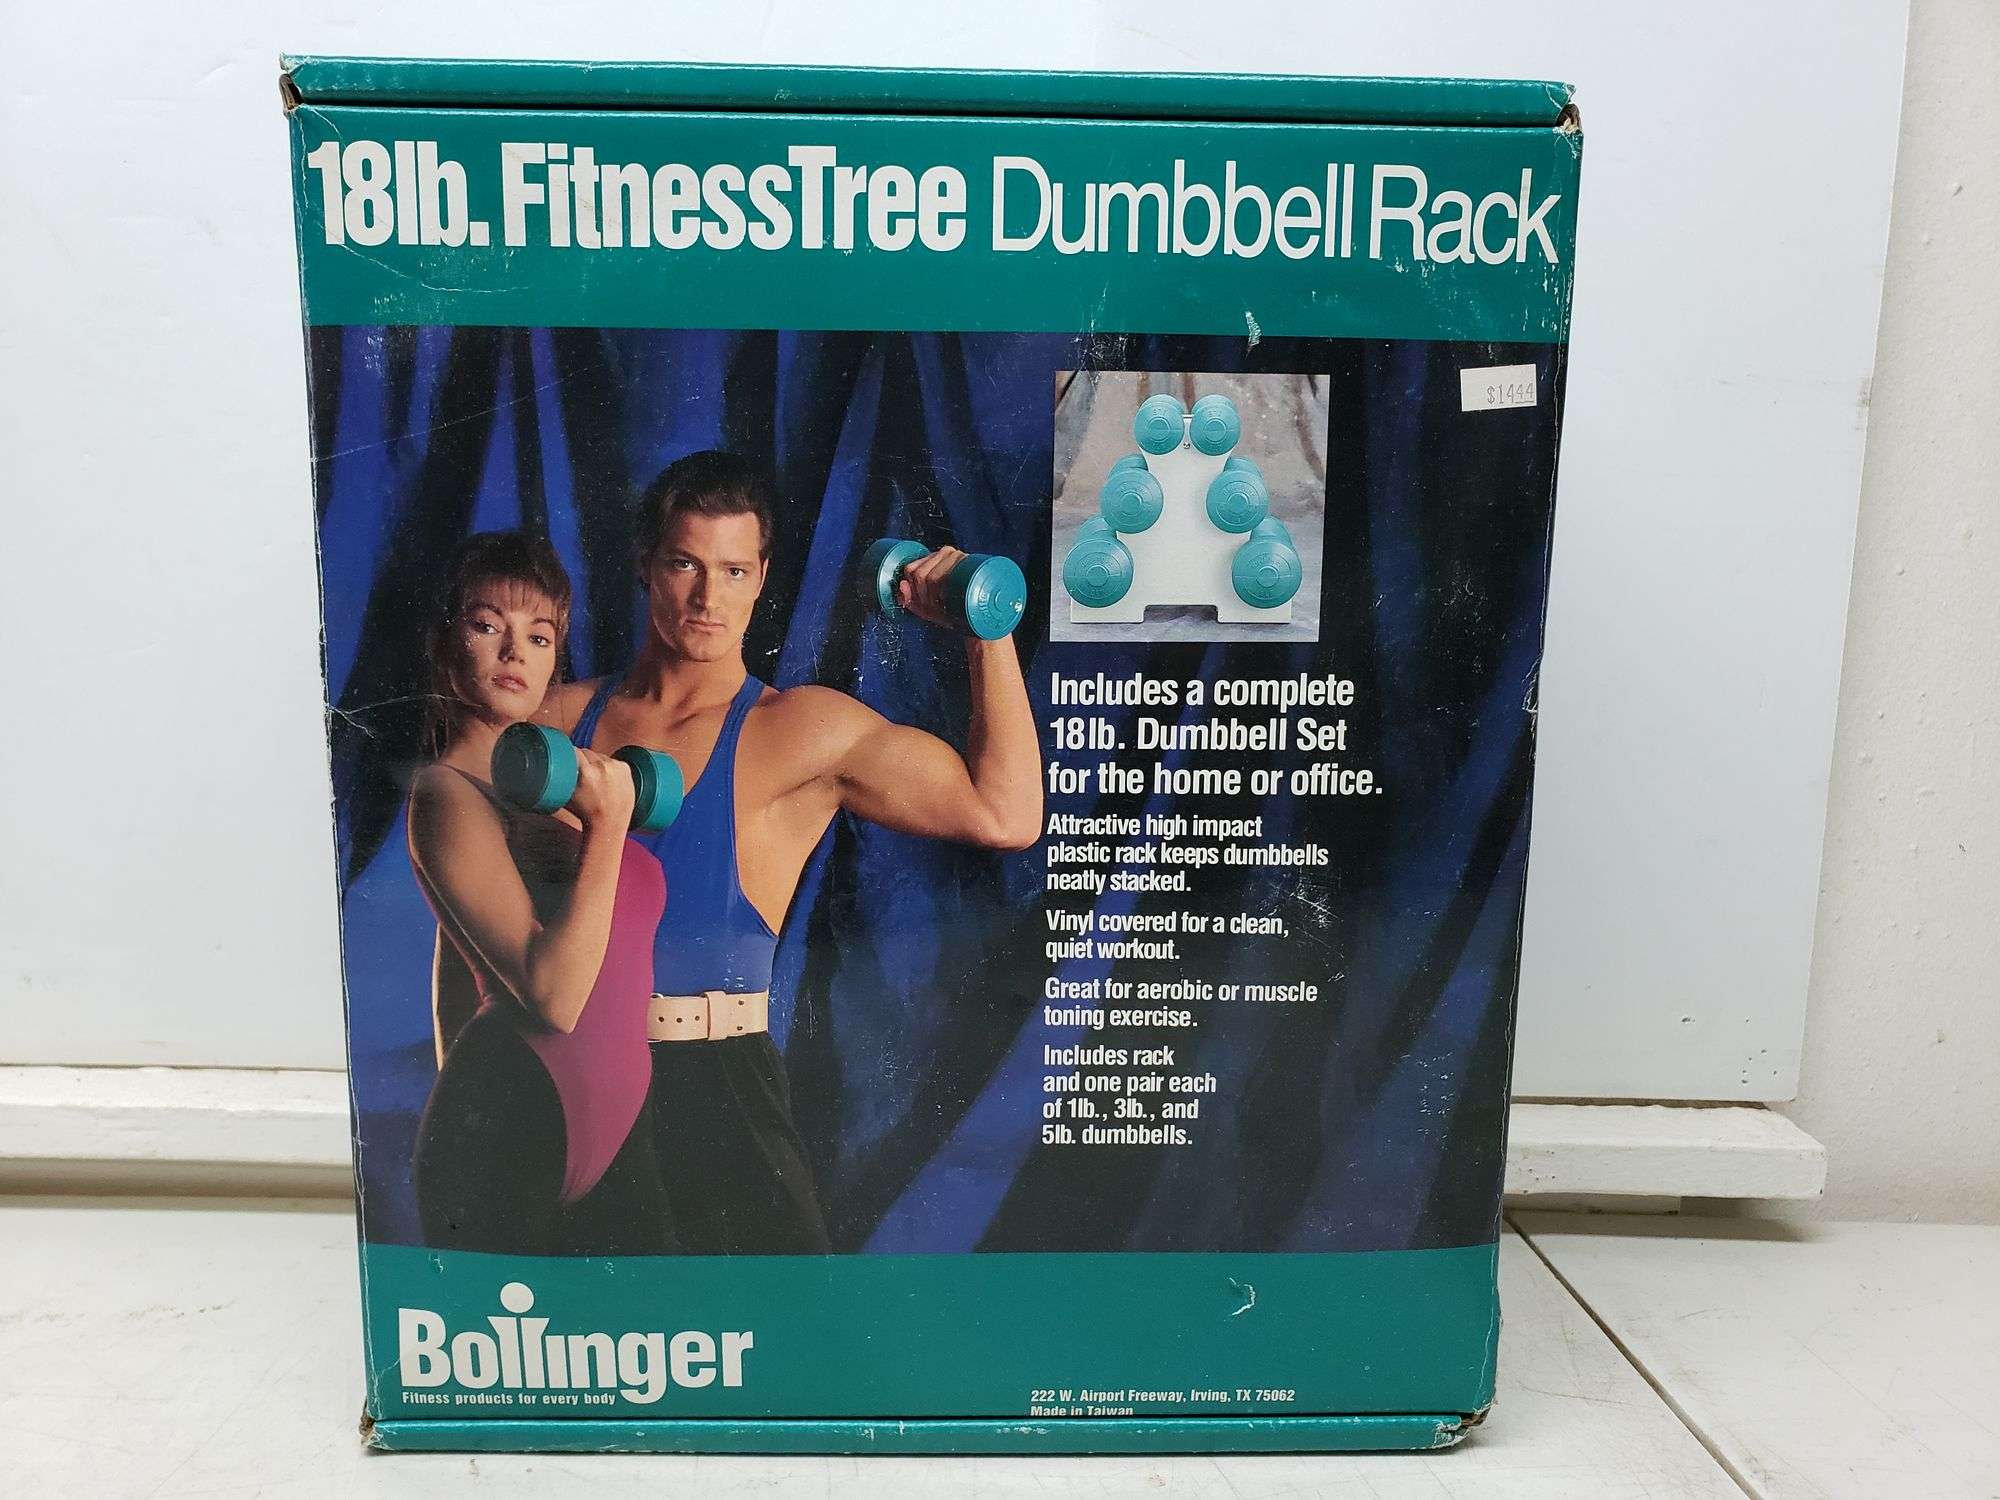 18lb. FitnessTree Dumbbell Rack
$14.44
Includes a complete
18lb. Dumbbell Set
for the home or office.
Attractive high impact
plastic rack keeps dumbbells
neatly stacked.
Vinyl covered for a clean,
quiet workout.
Great for aerobic or muscle
toning exercise.
Includes rack
and one pair each
of 1lb., 3lb., and
5lb. dumbbells.
Bollinger
Fitness products for every body
222 W. Airport Freeway, Irving, TX 75062
Made in Taiwan